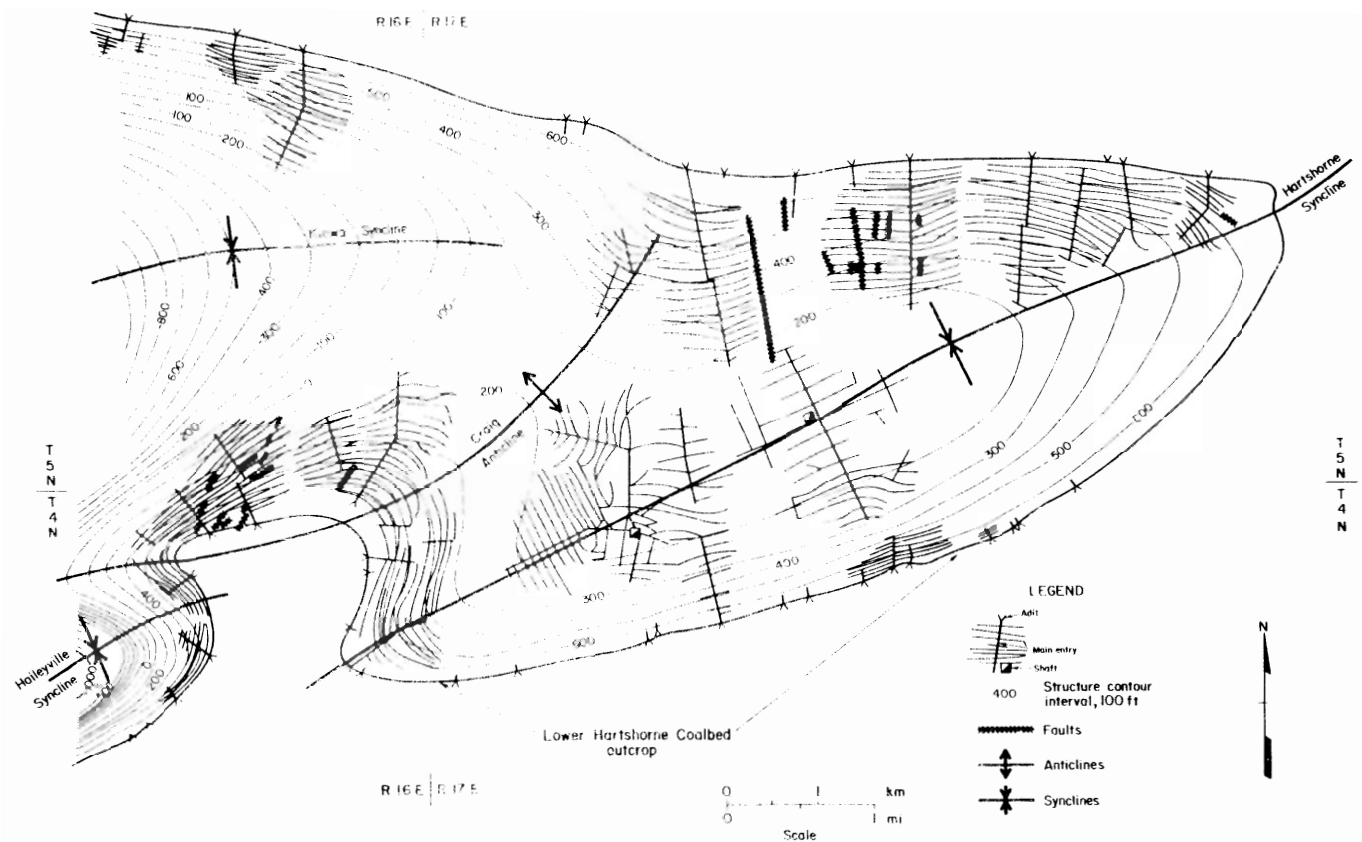 R 16 E R 17 E
500
100
-100
400
200
600
Hartshorne
Syncline
300
Kiowa Syncline
400
400
800
100
200
300
600
200
Craig
Anticline
200
T
5
N
T
4
N
300
500
T
5
N
T
4
N
400
400
300
600
LEGEND
Adit
Main entry
Shaft
400 Structure contour
interval, 100 ft
Faults
Anticlines
Synclines
N
Haileyville
Syncline
0
200
Lower Hartshorne Coalbed
outcrop
R 16 E R 17 E
0 1 km
0 1 mi
Scale